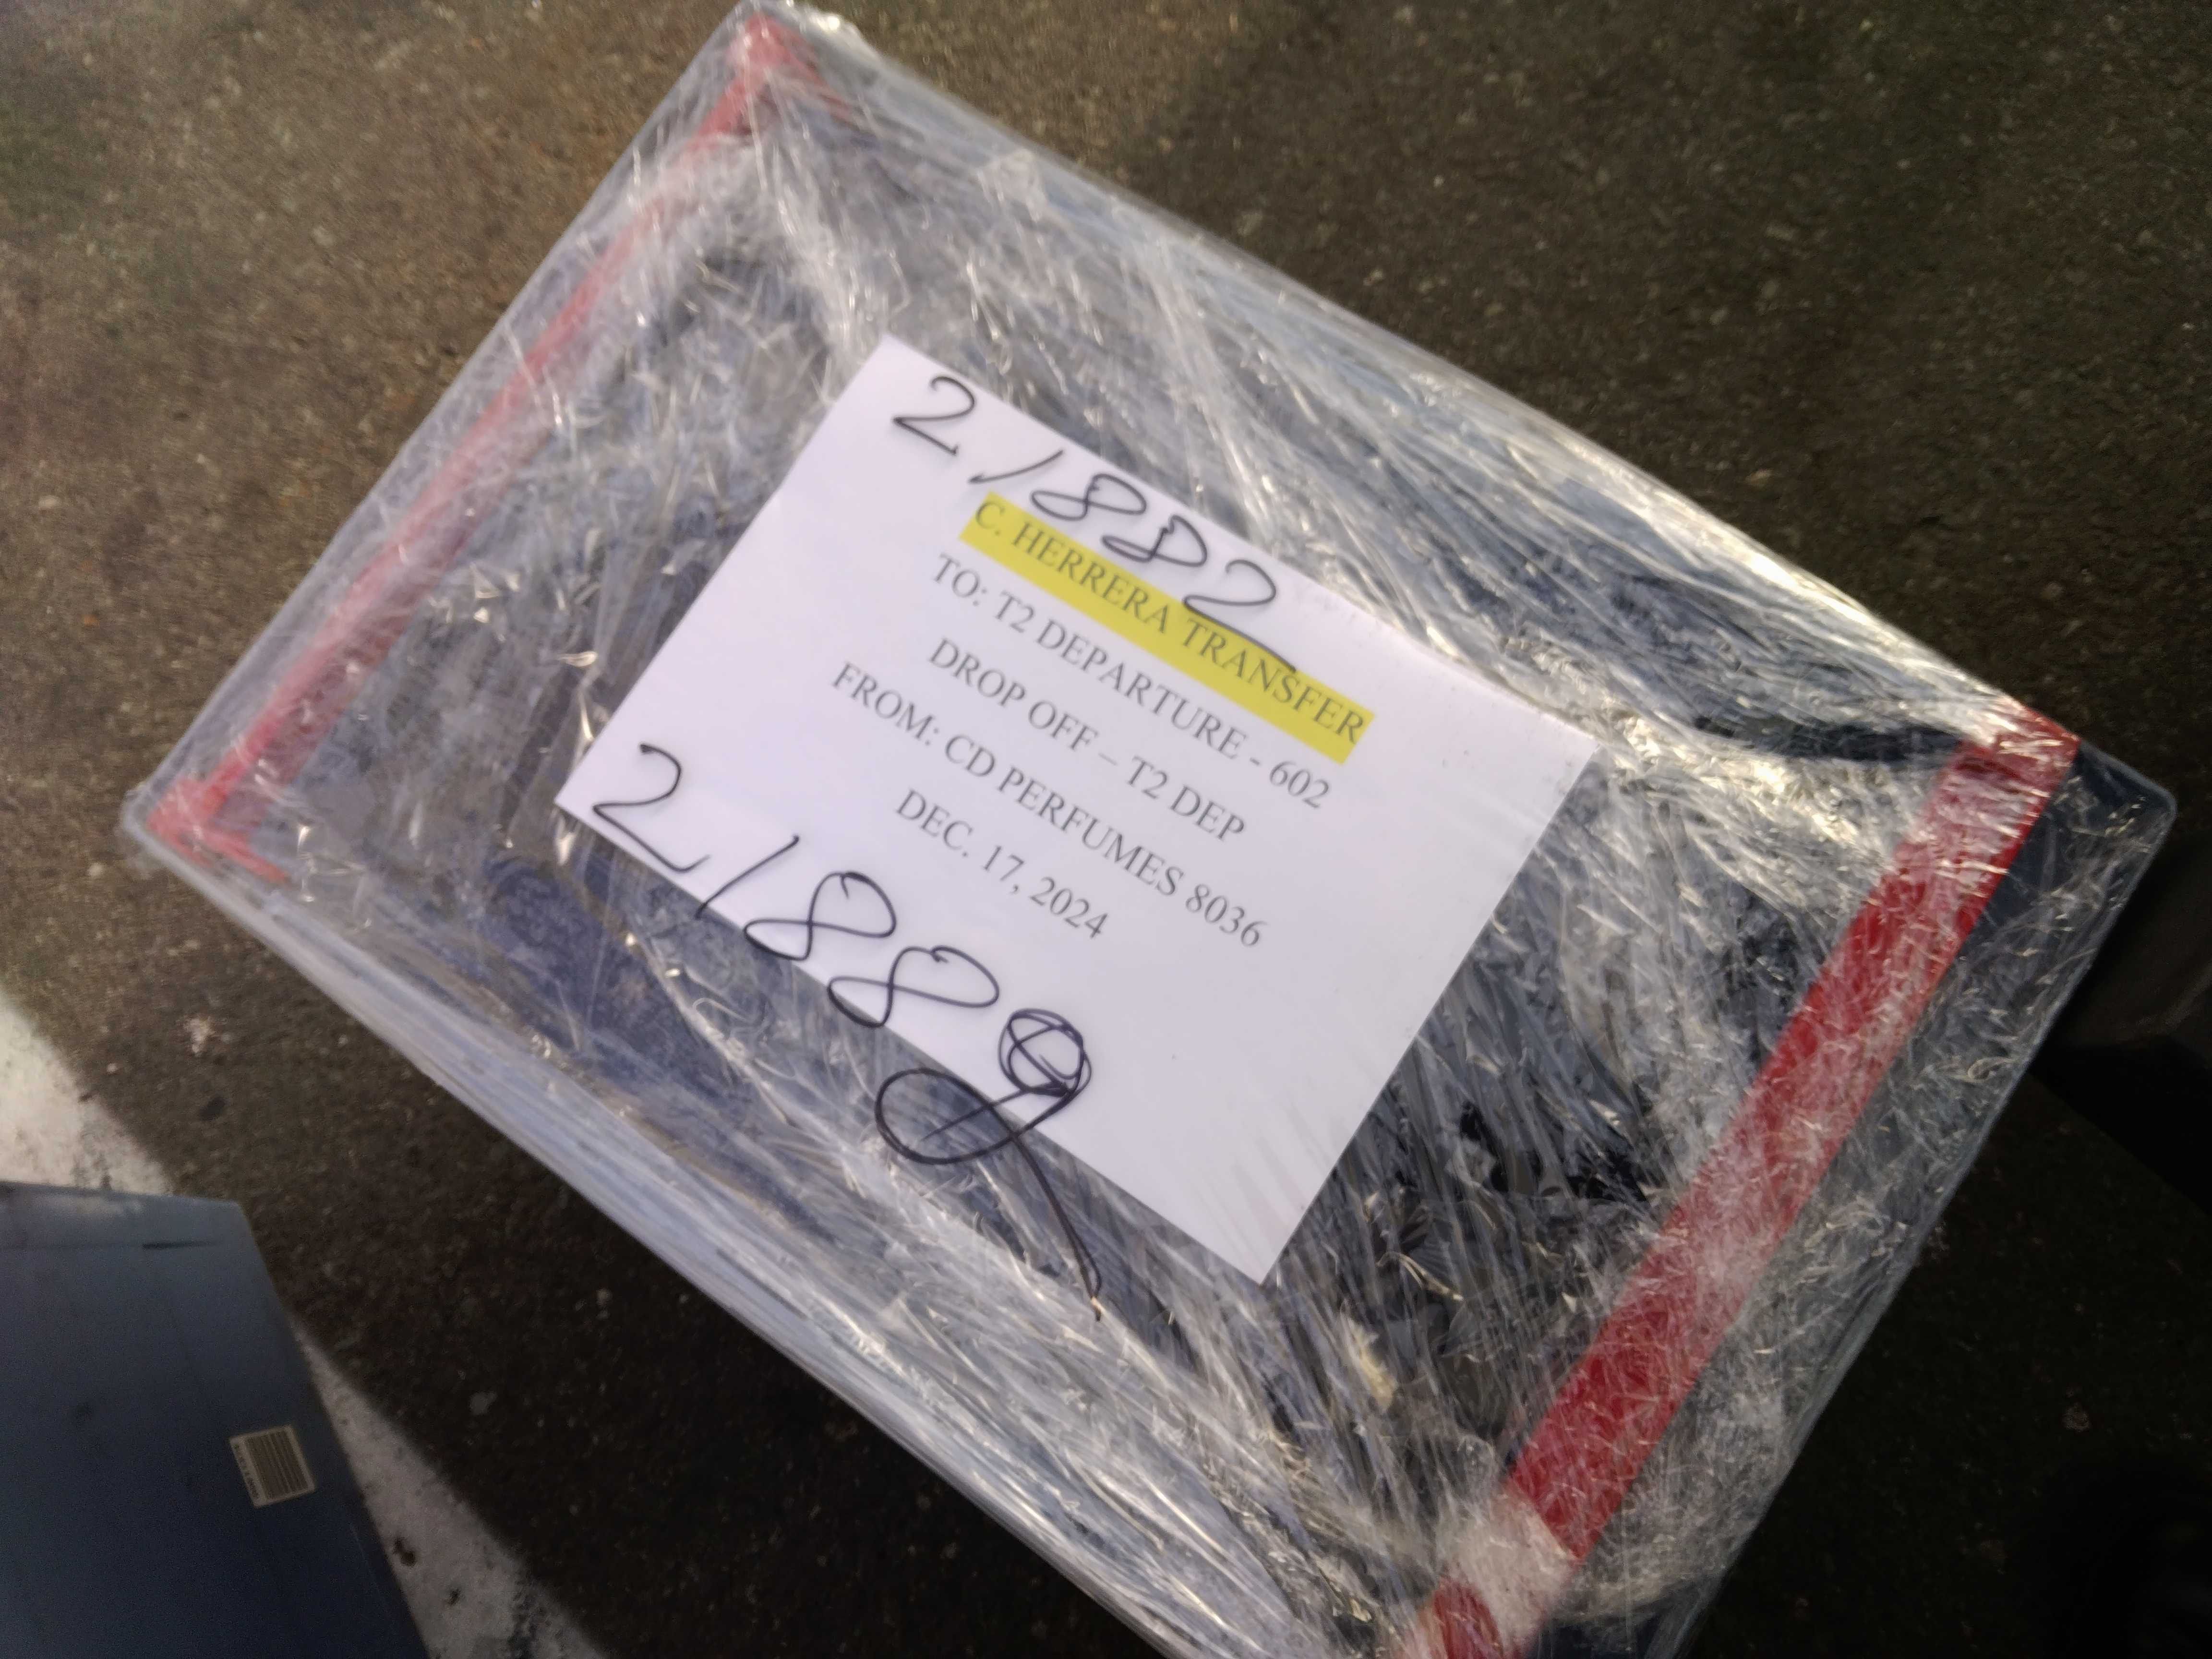 21882
C. HERRERA TRANSFER
TO: T2 DEPARTURE - 602
DROP OFF – T2 DEP
FROM: CD PERFUMES 8036
DEC. 17, 2024
21889